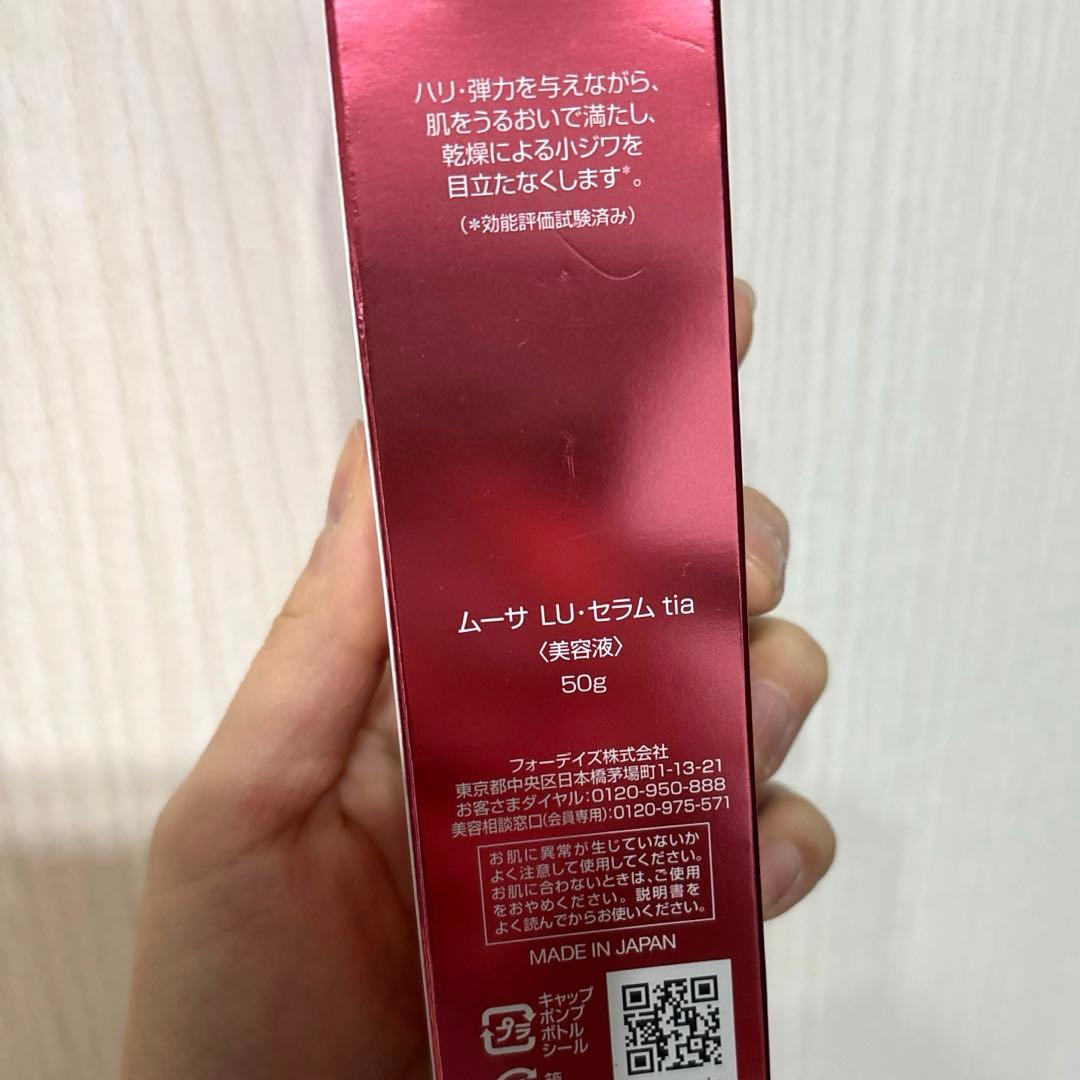 ハリ・弾力を与えながら、
肌をうるおいで満たし、
乾燥による小ジワを
目立たなくします*。
(*効能評価試験済み)
ムーサ LU・セラム tia
〈美容液〉
50g
フォーデイズ株式会社
東京都中央区日本橋茅場町1-13-21
お客さまダイヤル:0120-950-888
美容相談窓口(会員専用):0120-975-571
お肌に異常が生じていないか
よく注意して使用してください。
お肌に合わないときは、ご使用
をおやめください。説明書を
よく読んでからお使いください。
MADE IN JAPAN
プラ
キャップ
ポンプ
ボトル
シール